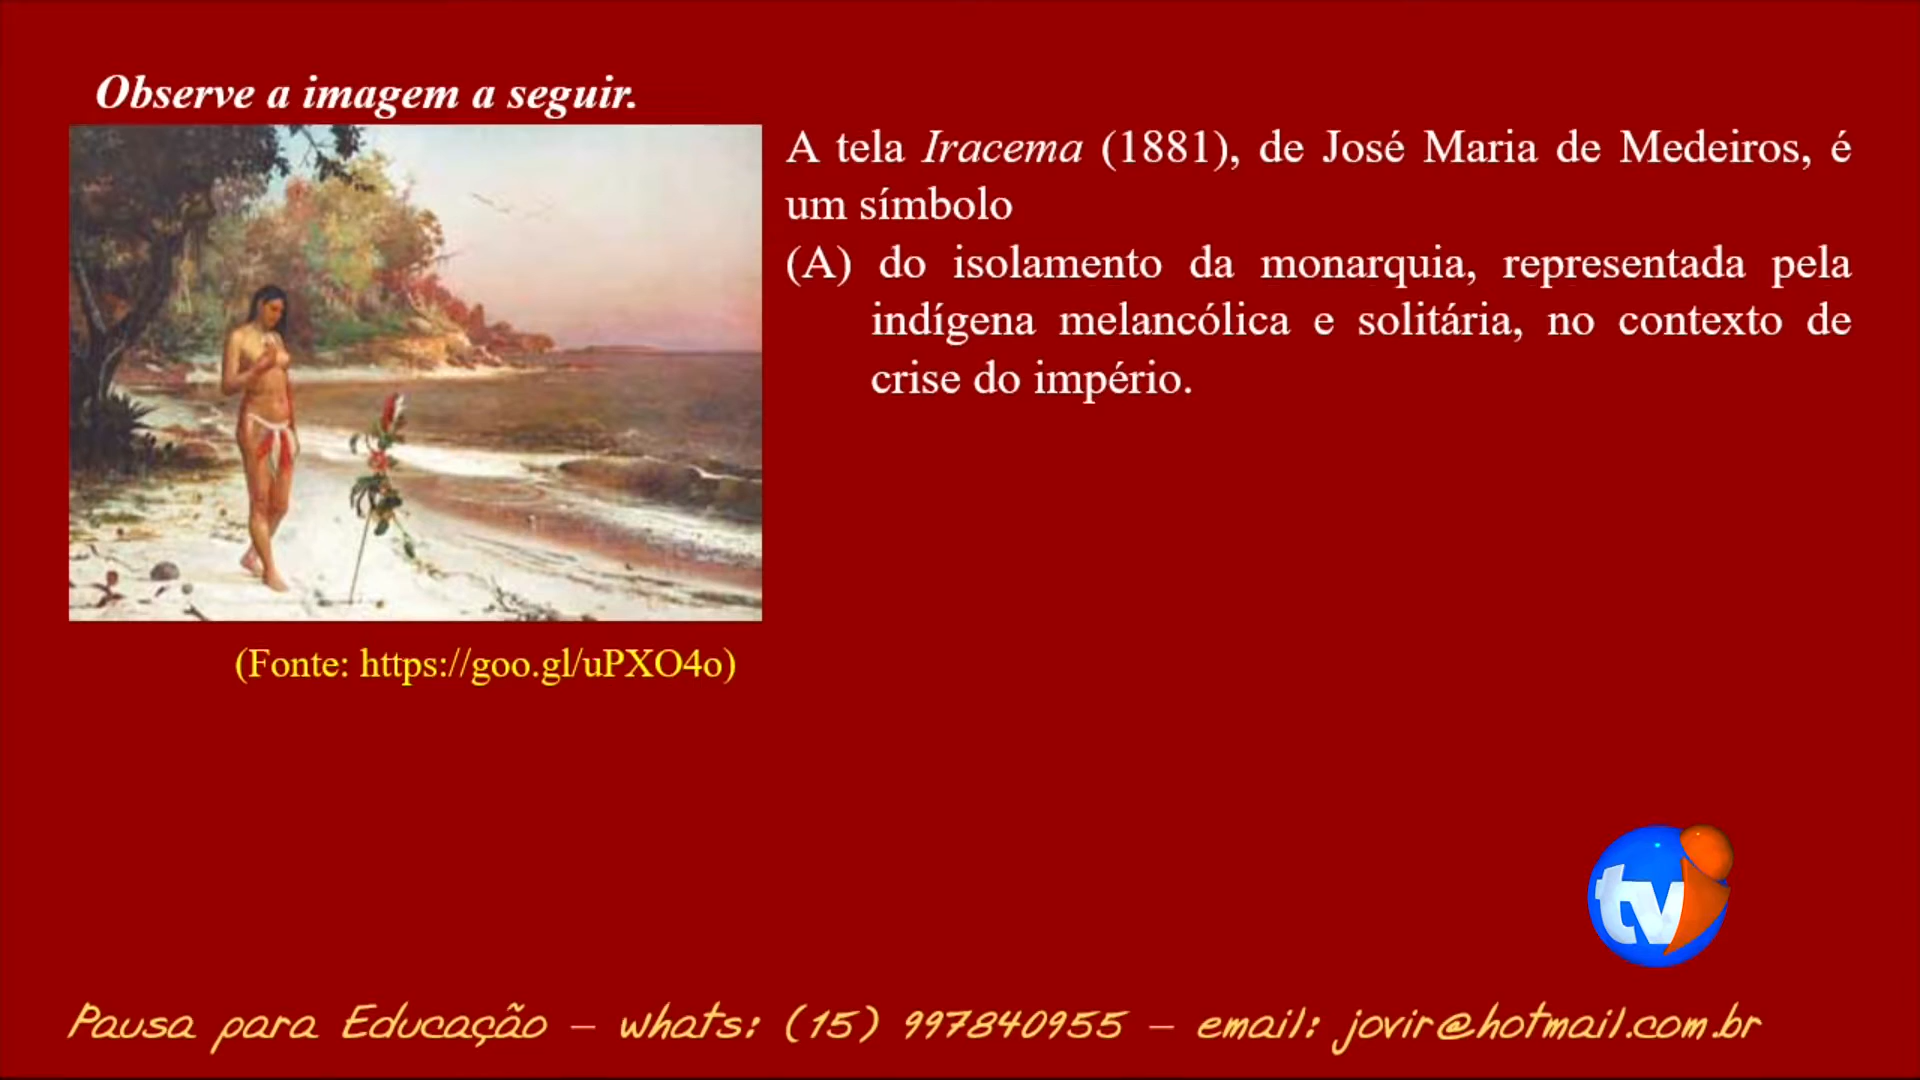 Observe a imagem a seguir.
A tela Iracema (1881), de José Maria de Medeiros, é
um símbolo
(A) do isolamento da monarquia, representada pela
indígena melancólica e solitária, no contexto de
crise do império.
(Fonte: https://goo.gl/uPXO4o)
tvi
Pausa para Educação – whats: (15) 997840955 – email: jovir@hotmail.com.br